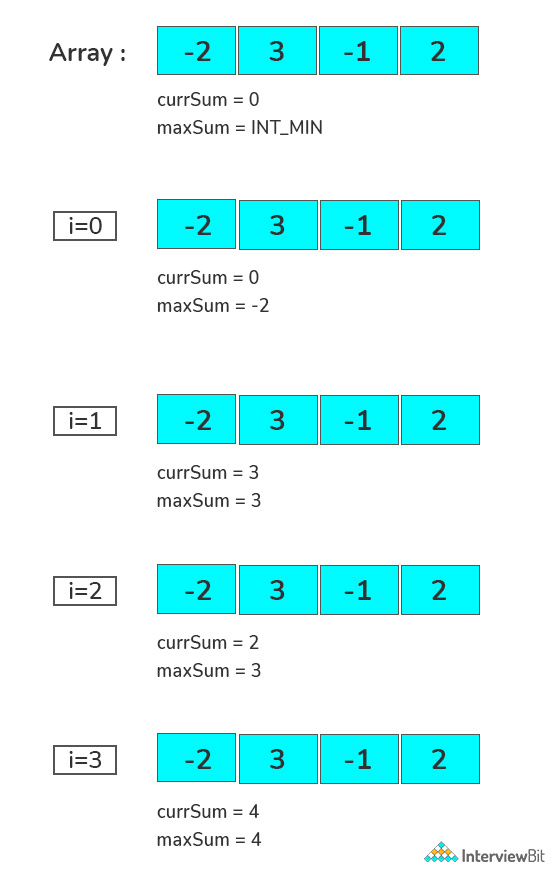 Array : -2 3 -1 2
currSum = 0
maxSum = INT_MIN
i=0 -2 3 -1 2
currSum = 0
maxSum = -2
i=1 -2 3 -1 2
currSum = 3
maxSum = 3
i=2 -2 3 -1 2
currSum = 2
maxSum = 3
i=3 -2 3 -1 2
currSum = 4
maxSum = 4
InterviewBit